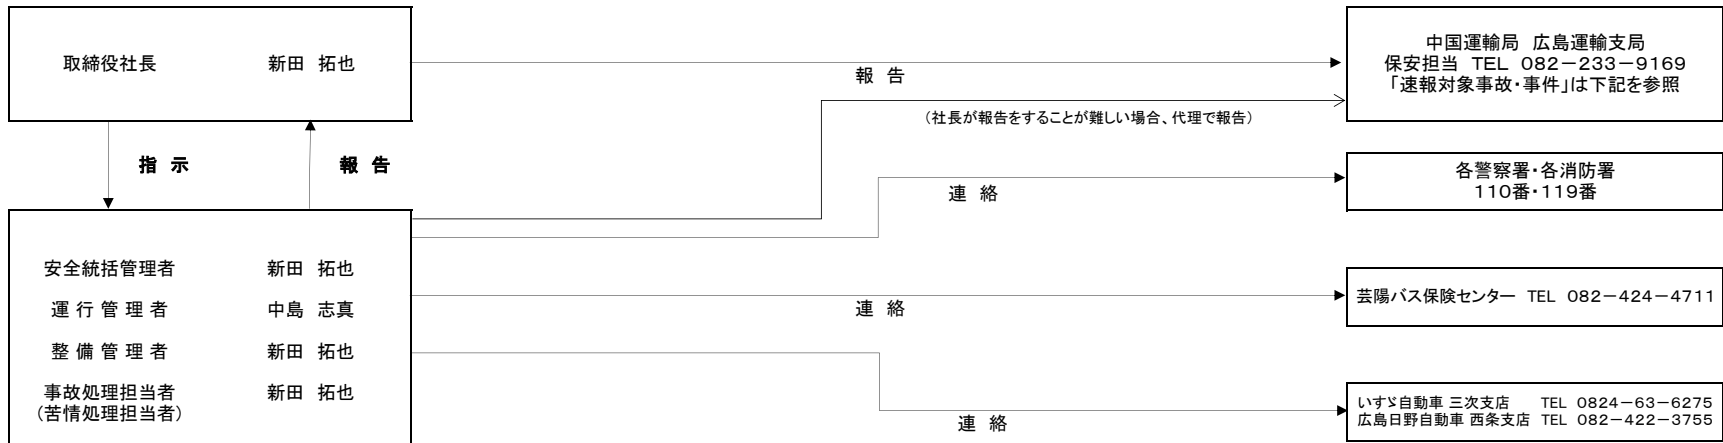 取締役社長 新田 拓也
中国運輸局 広島運輸支局
保安担当 TEL 082-233-9169
「速報対象事故・事件」は下記を参照
報 告
(社長が報告をすることが難しい場合、代理で報告)
指 示 報 告
各警察署・各消防署
110番・119番
連 絡
安全統括管理者 新田 拓也
運 行 管 理 者 中島 志真
整 備 管 理 者 新田 拓也
事故処理担当者 新田 拓也
(苦情処理担当者)
芸陽バス保険センター TEL 082-424-4711
連 絡
いすゞ自動車 三次支店 TEL 0824-63-6275
広島日野自動車 西条支店 TEL 082-422-3755
連 絡